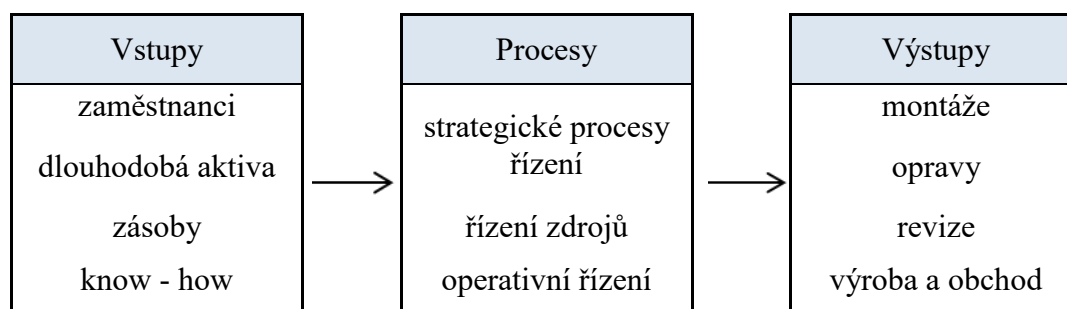 Vstupy
zaměstnanci
dlouhodobá aktiva
zásoby
know - how
Procesy
strategické procesy
řízení
řízení zdrojů
operativní řízení
Výstupy
montáže
opravy
revize
výroba a obchod